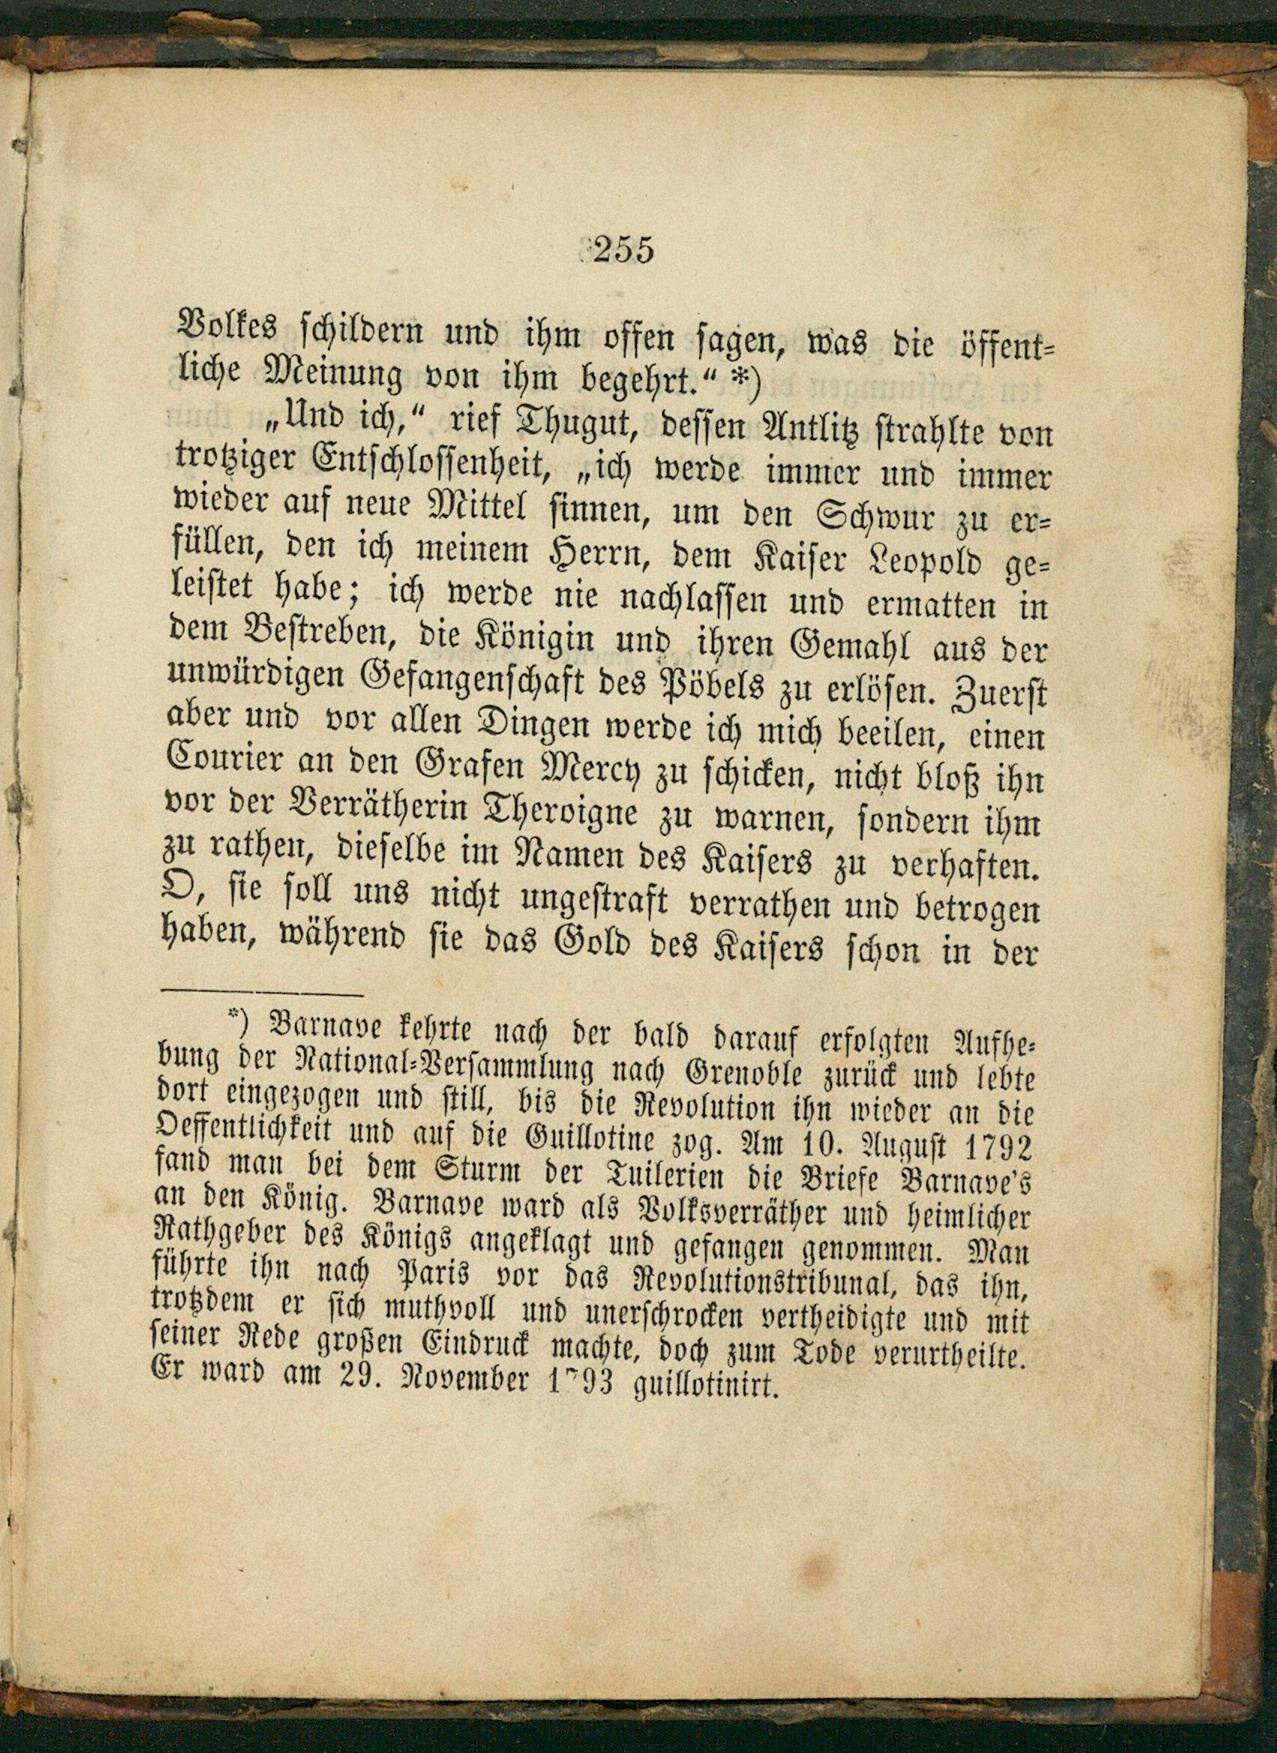 255
Volkes schildern und ihm offen sagen, was die öffent-
liche Meinung von ihm begehrt.“ *)
„Und ich,“ rief Thugut, dessen Antlitz strahlte von
trotziger Entschlossenheit, „ich werde immer und immer
wieder auf neue Mittel sinnen, um den Schwur zu er-
füllen, den ich meinem Herrn, dem Kaiser Leopold ge-
leistet habe; ich werde nie nachlassen und ermatten in
dem Bestreben, die Königin und ihren Gemahl aus der
unwürdigen Gefangenschaft des Pöbels zu erlösen. Zuerst
aber und vor allen Dingen werde ich mich beeilen, einen
Courier an den Grafen Mercy zu schicken, nicht bloß ihn
vor der Verrätherin Theroigne zu warnen, sondern ihm
zu rathen, dieselbe im Namen des Kaisers zu verhaften.
O, sie soll uns nicht ungestraft verrathen und betrogen
haben, während sie das Gold des Kaisers schon in der
*) Barnave kehrte nach der bald darauf erfolgten Aufhe-
bung der National-Versammlung nach Grenoble zurück und lebte
dort eingezogen und still, bis die Revolution ihn wieder an die
Oeffentlichkeit und auf die Guillotine zog. Am 10. August 1792
fand man bei dem Sturm der Tuilerien die Briefe Barnave's
an den König. Barnave ward als Volksverräther und heimlicher
Rathgeber des Königs angeklagt und gefangen genommen. Man
führte ihn nach Paris vor das Revolutionstribunal, das ihn,
trotzdem er sich muthvoll und unerschrocken vertheidigte und mit
seiner Rede großen Eindruck machte, doch zum Tode verurtheilte.
Er ward am 29. November 1793 guillotinirt.